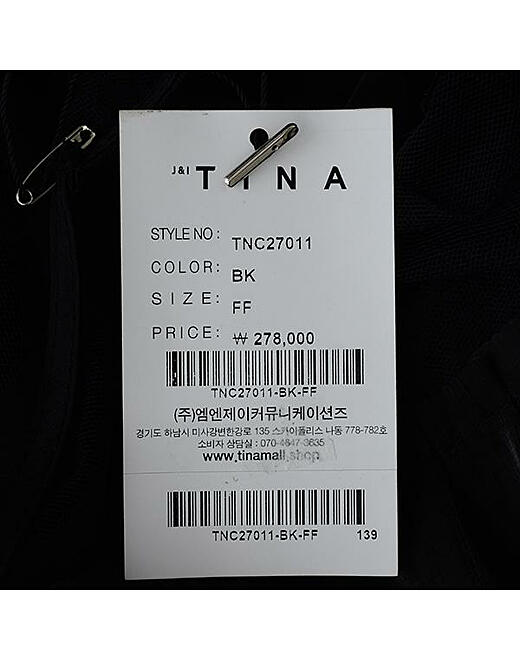 J&I TINA
STYLE NO : TNC27011
COLOR : BK
SIZE : FF
PRICE : ₩ 278,000
TNC27011-BK-FF
(주)엠엔제이커뮤니케이션즈
경기도 하남시 미사강변한강로 135 스카이폴리스 나동 778-782호
소비자 상담실 : 070-4647-3635
www.tinamall.shop
TNC27011-BK-FF 139